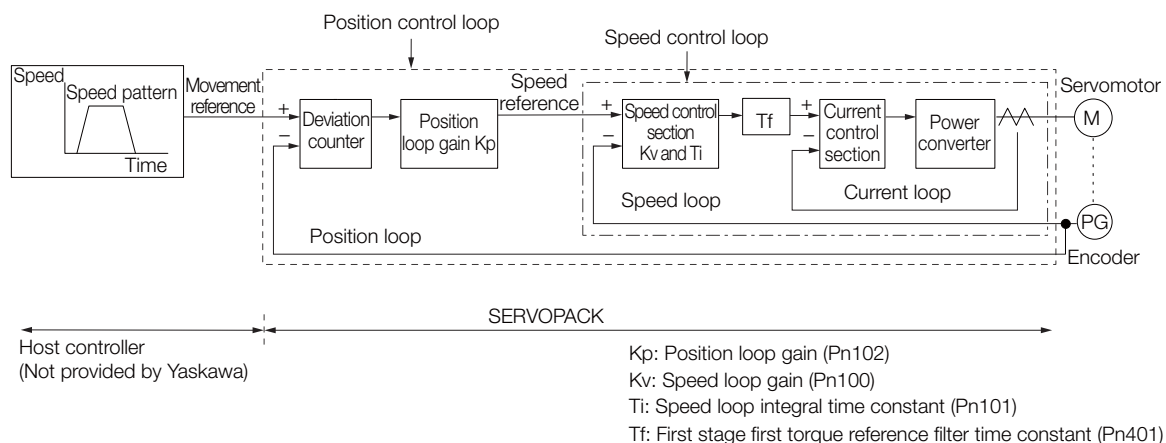 Position control loop
Speed control loop
Speed
Speed pattern
Time
Movement
reference
+
−
Deviation
counter
Position
loop gain Kp
Speed
reference
+
−
Speed control
section
Kv and Ti
Tf
+
−
Current
control
section
Power
converter
Servomotor
M
Current loop
Speed loop
PG
Position loop
Encoder
SERVOPACK
Host controller
(Not provided by Yaskawa)
Kp: Position loop gain (Pn102)
Kv: Speed loop gain (Pn100)
Ti: Speed loop integral time constant (Pn101)
Tf: First stage first torque reference filter time constant (Pn401)